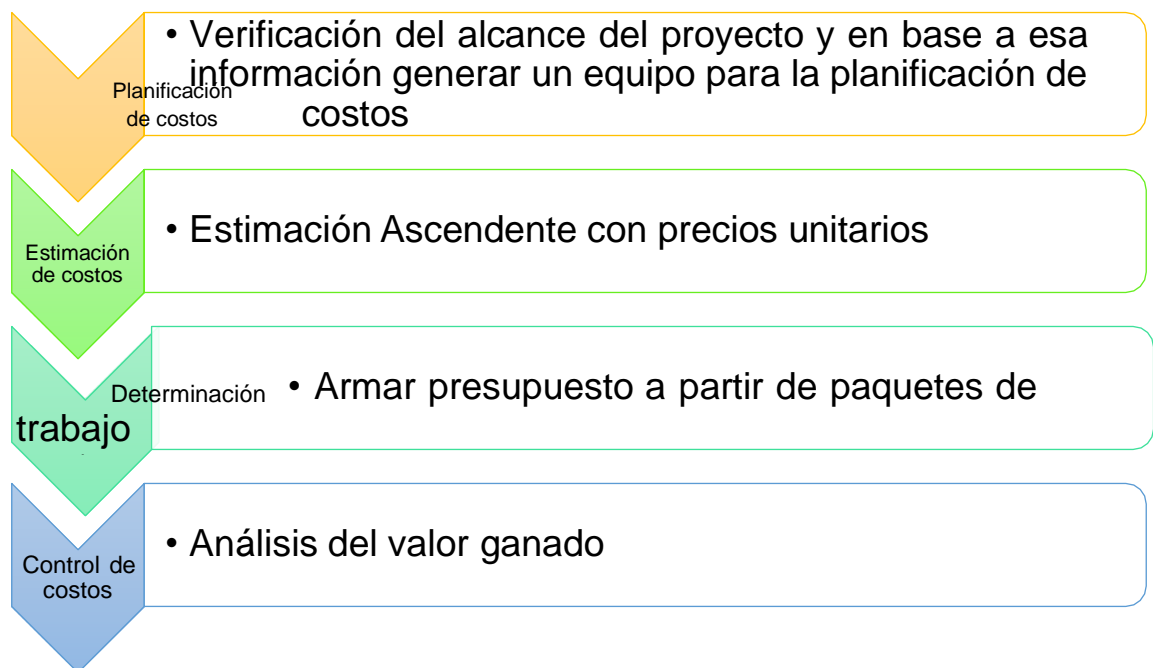 • Verificación del alcance del proyecto y en base a esa
información generar un equipo para la planificación de
costos
Planificación
de costos
• Estimación Ascendente con precios unitarios
Estimación
de costos
Determinación
• Armar presupuesto a partir de paquetes de
trabajo
• Análisis del valor ganado
Control de
costos